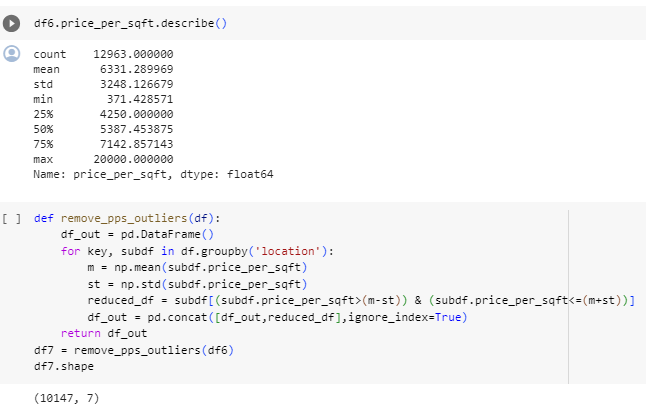 df6.price_per_sqft.describe()
count    12963.000000
mean      6331.289969
std       3248.126679
min        371.428571
25%       4250.000000
50%       5387.453875
75%       7142.857143
max      20000.000000
Name: price_per_sqft, dtype: float64
[ ] def remove_pps_outliers(df):
    df_out = pd.DataFrame()
    for key, subdf in df.groupby('location'):
        m = np.mean(subdf.price_per_sqft)
        st = np.std(subdf.price_per_sqft)
        reduced_df = subdf[(subdf.price_per_sqft>(m-st)) & (subdf.price_per_sqft<=(m+st))]
        df_out = pd.concat([df_out,reduced_df],ignore_index=True)
    return df_out
df7 = remove_pps_outliers(df6)
df7.shape
(10147, 7)